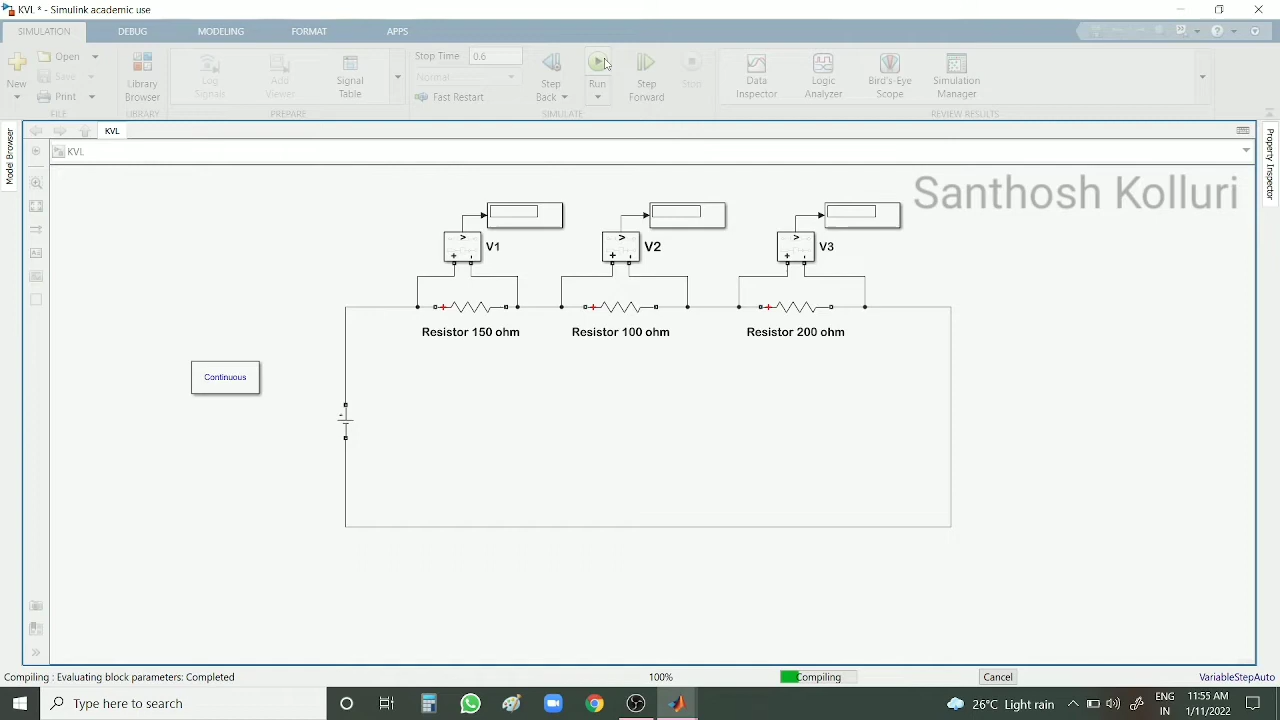 KVL * - Simulink academic use
SIMULATION DEBUG MODELING FORMAT APPS
New
Open
Save
Print
FILE
Library Browser
LIBRARY
Log Signals
Add Viewer
Signal Table
PREPARE
Stop Time 0.6
Normal
Fast Restart
Step Back
Run
Step Forward
Stop
SIMULATE
Data Inspector
Logic Analyzer
Bird's-Eye Scope
Simulation Manager
REVIEW RESULTS
Model Browser
KVL
KVL
Property Inspector
Santhosh Kolluri
V1 V2 V3
Resistor 150 ohm Resistor 100 ohm Resistor 200 ohm
Continuous
Compiling : Evaluating block parameters: Completed 100% Compiling Cancel VariableStepAuto
Type here to search
26°C Light rain
ENG
IN
11:55 AM
1/11/2022